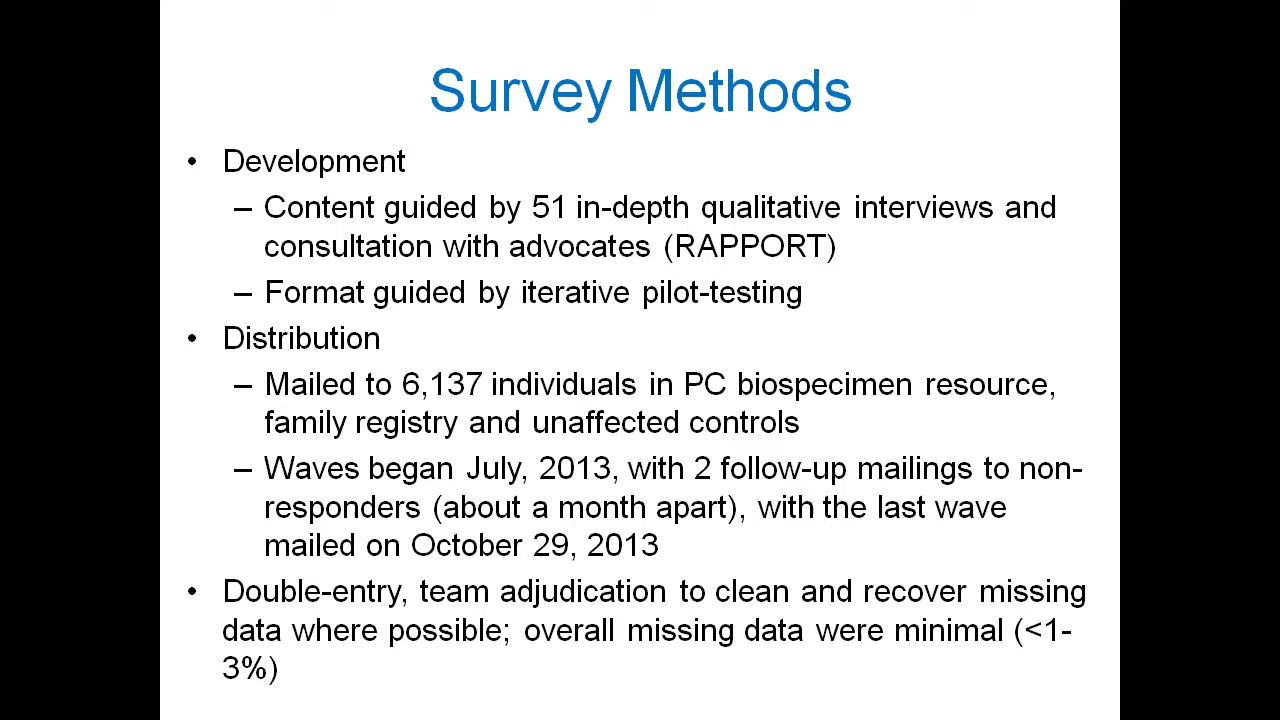 Survey Methods
• Development
– Content guided by 51 in-depth qualitative interviews and
consultation with advocates (RAPPORT)
– Format guided by iterative pilot-testing
• Distribution
– Mailed to 6,137 individuals in PC biospecimen resource,
family registry and unaffected controls
– Waves began July, 2013, with 2 follow-up mailings to non-
responders (about a month apart), with the last wave
mailed on October 29, 2013
• Double-entry, team adjudication to clean and recover missing
data where possible; overall missing data were minimal (<1-
3%)